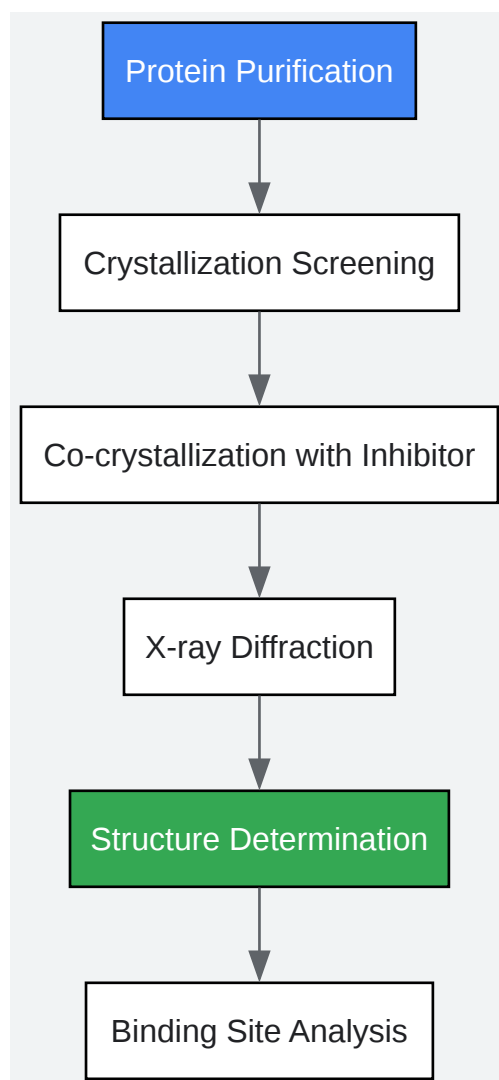 Protein Purification
Crystallization Screening
Co-crystallization with Inhibitor
X-ray Diffraction
Structure Determination
Binding Site Analysis